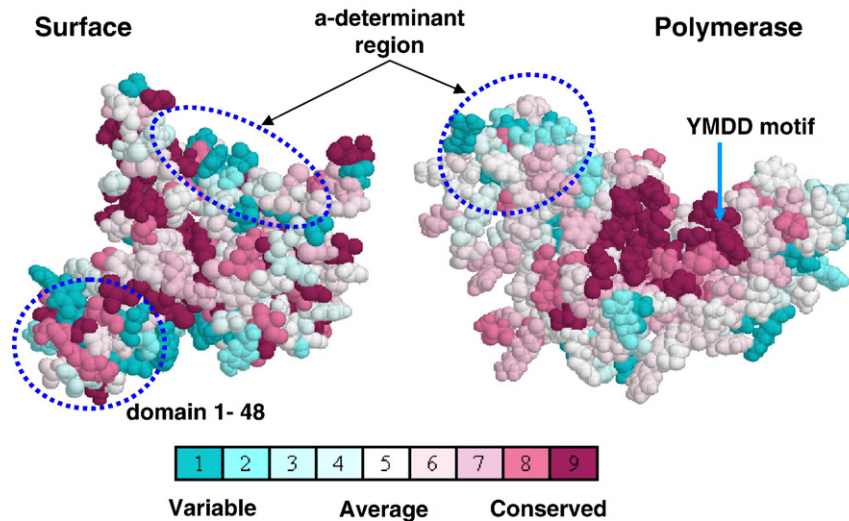 Surface
a-determinant
region
Polymerase
YMDD motif
domain 1- 48
1 2 3 4 5 6 7 8 9
Variable Average Conserved